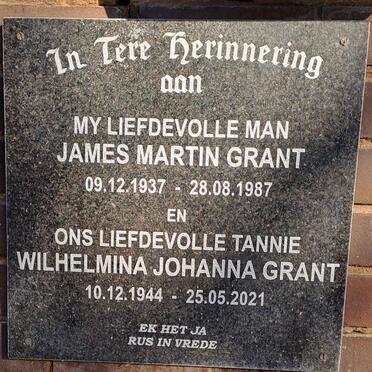 In Tere Herinnering
aan
MY LIEFDEVOLLE MAN
JAMES MARTIN GRANT
09.12.1937 - 28.08.1987
EN
ONS LIEFDEVOLLE TANNIE
WILHELMINA JOHANNA GRANT
10.12.1944 - 25.05.2021
EK HET JA
RUS IN VREDE